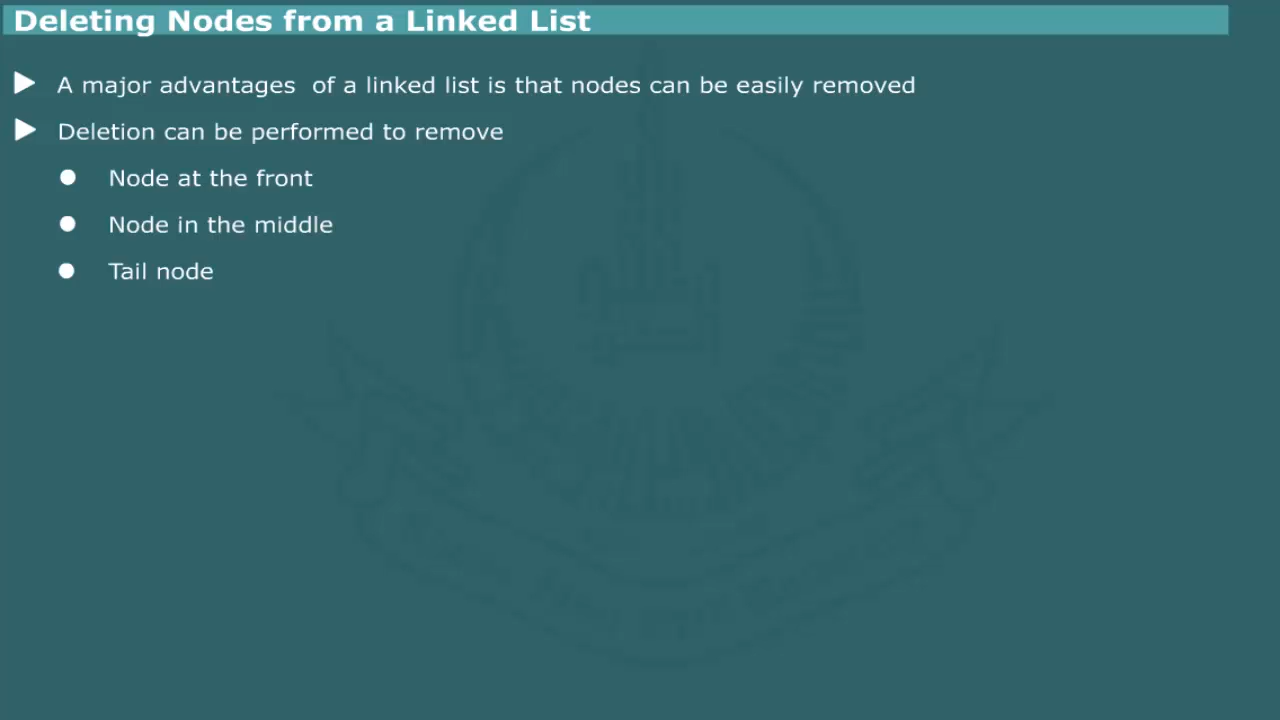 Deleting Nodes from a Linked List
A major advantages of a linked list is that nodes can be easily removed
Deletion can be performed to remove
Node at the front
Node in the middle
Tail node